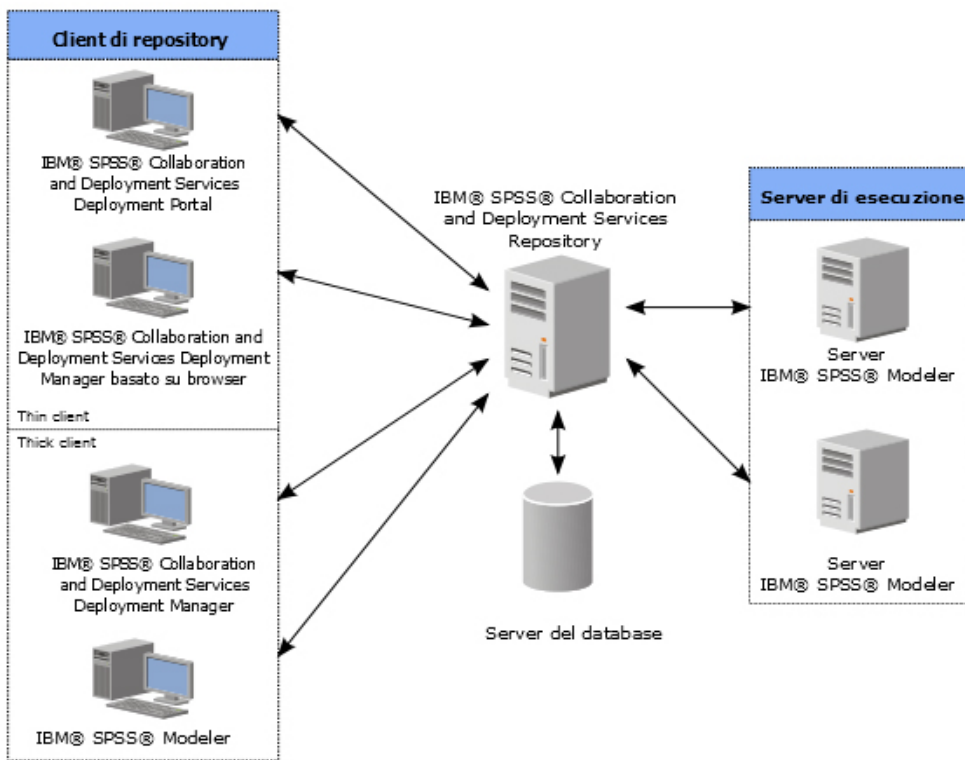 Client di repository
IBM® SPSS® Collaboration
and Deployment Services
Deployment Portal
IBM® SPSS® Collaboration and
Deployment Services Deployment
Manager basato su browser
Thin client
Thick client
IBM® SPSS® Collaboration
and Deployment Services
Deployment Manager
IBM® SPSS® Modeler
IBM® SPSS® Collaboration
and Deployment Services
Repository
Server del database
Server di esecuzione
Server
IBM® SPSS® Modeler
Server
IBM® SPSS® Modeler